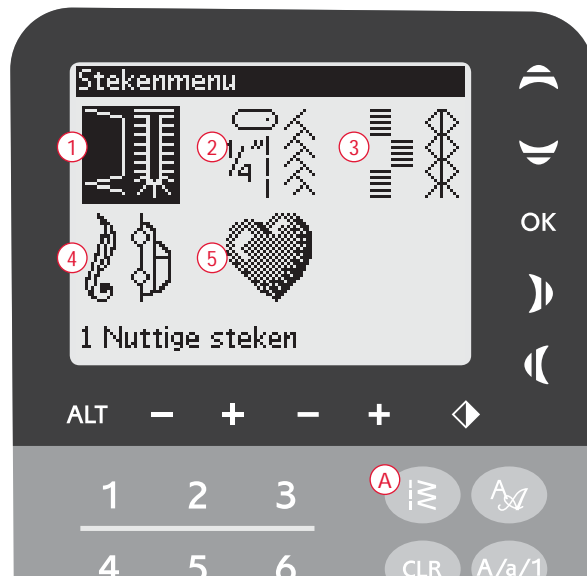 Stekenmenu
1
2
1/4"
3
4
5
1 Nuttige steken
OK
ALT - + - +
A
1 2 3
A A
4 5 6 CLR A/a/1